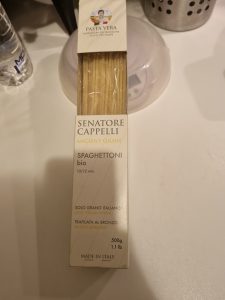 PASTA VERA
SENATORE
CAPPELLI
ANCIENT GRAINS
SPAGHETTONI
bio
SOLO GRANO ITALIANO
TRAFILATA AL BRONZO
500g
1.1 lb
MADE IN ITALY